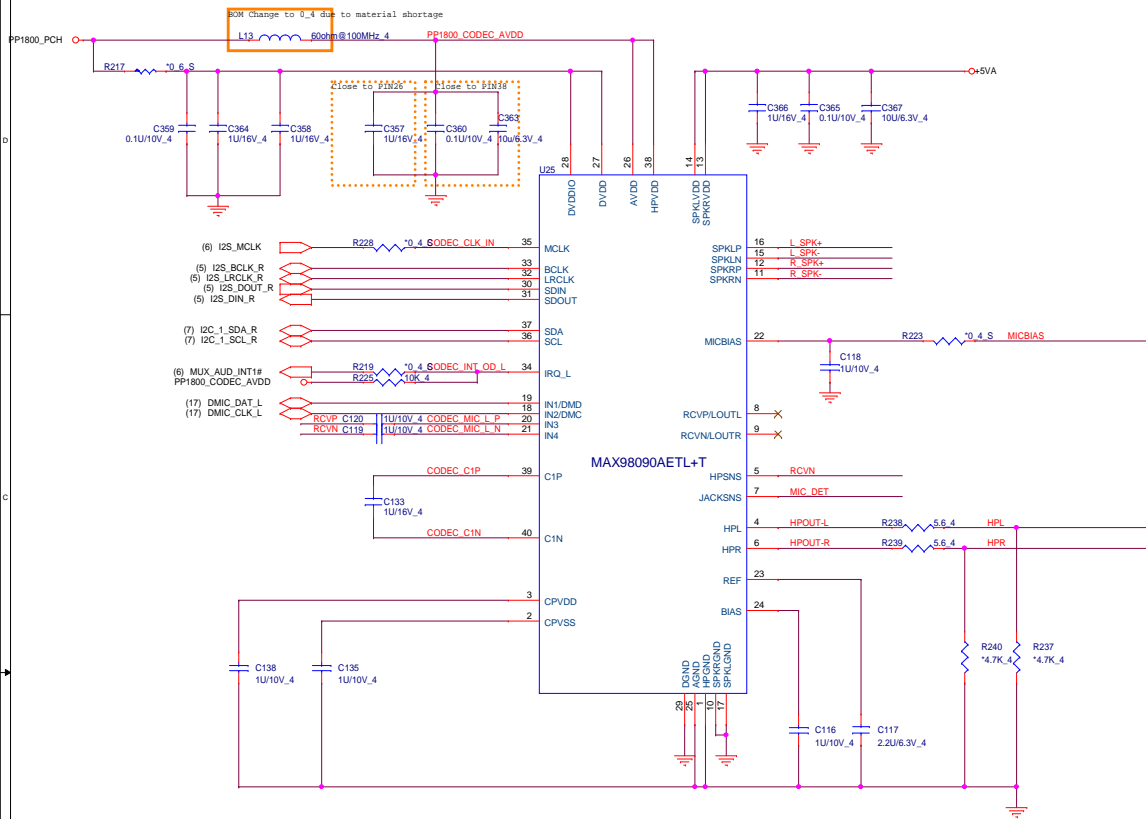 BOM Change to 0_4 due to material shortage
PP1800_PCH
L13
60ohm@100MHz_4
PP1800_CODEC_AVDD
R217
*0_6_S
+5VA
Close to PIN26
Close to PIN38
C359
0.1U/10V_4
C364
1U/16V_4
C358
1U/16V_4
C357
1U/16V_4
C360
0.1U/10V_4
C363
10u/6.3V_4
C366
1U/16V_4
C365
0.1U/10V_4
C367
10U/6.3V_4
D
U25
28
27
26
38
14
13
DVDDIO
DVDD
AVDD
HPVDD
SPKLVDD
SPKRVDD
(6) I2S_MCLK
R228
*0_4_S
CODEC_CLK_IN
35
MCLK
(5) I2S_BCLK_R
33
BCLK
(5) I2S_LRCLK_R
32
LRCLK
(5) I2S_DOUT_R
30
SDIN
(5) I2S_DIN_R
31
SDOUT
(7) I2C_1_SDA_R
37
SDA
(7) I2C_1_SCL_R
36
SCL
(6) MUX_AUD_INT1#
R219
*0_4_S
CODEC_INT_OD_L
34
IRQ_L
PP1800_CODEC_AVDD
R225
10K_4
(17) DMIC_DAT_L
19
IN1/DMD
(17) DMIC_CLK_L
18
IN2/DMC
RCVP
C120
1U/10V_4
CODEC_MIC_L_P
20
IN3
RCVN
C119
1U/10V_4
CODEC_MIC_L_N
21
IN4
MAX98090AETL+T
CODEC_C1P
39
C1P
C133
1U/16V_4
CODEC_C1N
40
C1N
3
CPVDD
2
CPVSS
C138
1U/10V_4
C135
1U/10V_4
SPKLP
16
L_SPK+
SPKLN
15
L_SPK-
SPKRP
12
R_SPK+
SPKRN
11
R_SPK-
MICBIAS
22
R223
*0_4_S
MICBIAS
C118
1U/10V_4
RCVP/LOUTL
8
RCVN/LOUTR
9
HPSNS
5
RCVN
JACKSNS
7
MIC_DET
C
HPL
4
HPOUT-L
R238
5.6_4
HPL
HPR
6
HPOUT-R
R239
5.6_4
HPR
REF
23
BIAS
24
R240
*4.7K_4
R237
*4.7K_4
DGND
AGND
HPGND
SPKRGND
SPKLGND
29
25
1
10
17
C116
1U/10V_4
C117
2.2U/6.3V_4